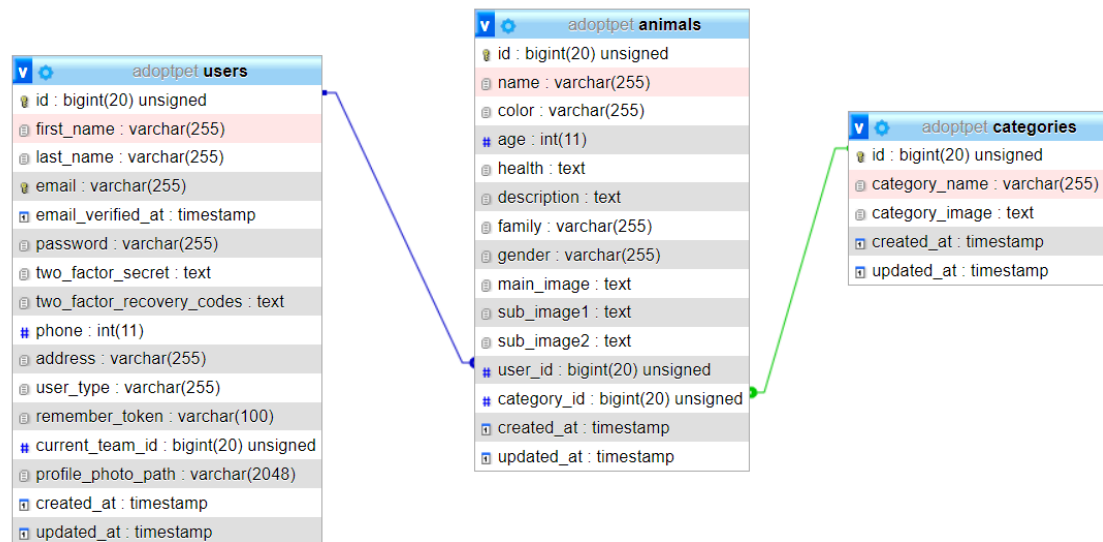 adoptpet users
id : bigint(20) unsigned
first_name : varchar(255)
last_name : varchar(255)
email : varchar(255)
email_verified_at : timestamp
password : varchar(255)
two_factor_secret : text
two_factor_recovery_codes : text
phone : int(11)
address : varchar(255)
user_type : varchar(255)
remember_token : varchar(100)
current_team_id : bigint(20) unsigned
profile_photo_path : varchar(2048)
created_at : timestamp
updated_at : timestamp
adoptpet animals
id : bigint(20) unsigned
name : varchar(255)
color : varchar(255)
age : int(11)
health : text
description : text
family : varchar(255)
gender : varchar(255)
main_image : text
sub_image1 : text
sub_image2 : text
user_id : bigint(20) unsigned
category_id : bigint(20) unsigned
created_at : timestamp
updated_at : timestamp
adoptpet categories
id : bigint(20) unsigned
category_name : varchar(255)
category_image : text
created_at : timestamp
updated_at : timestamp